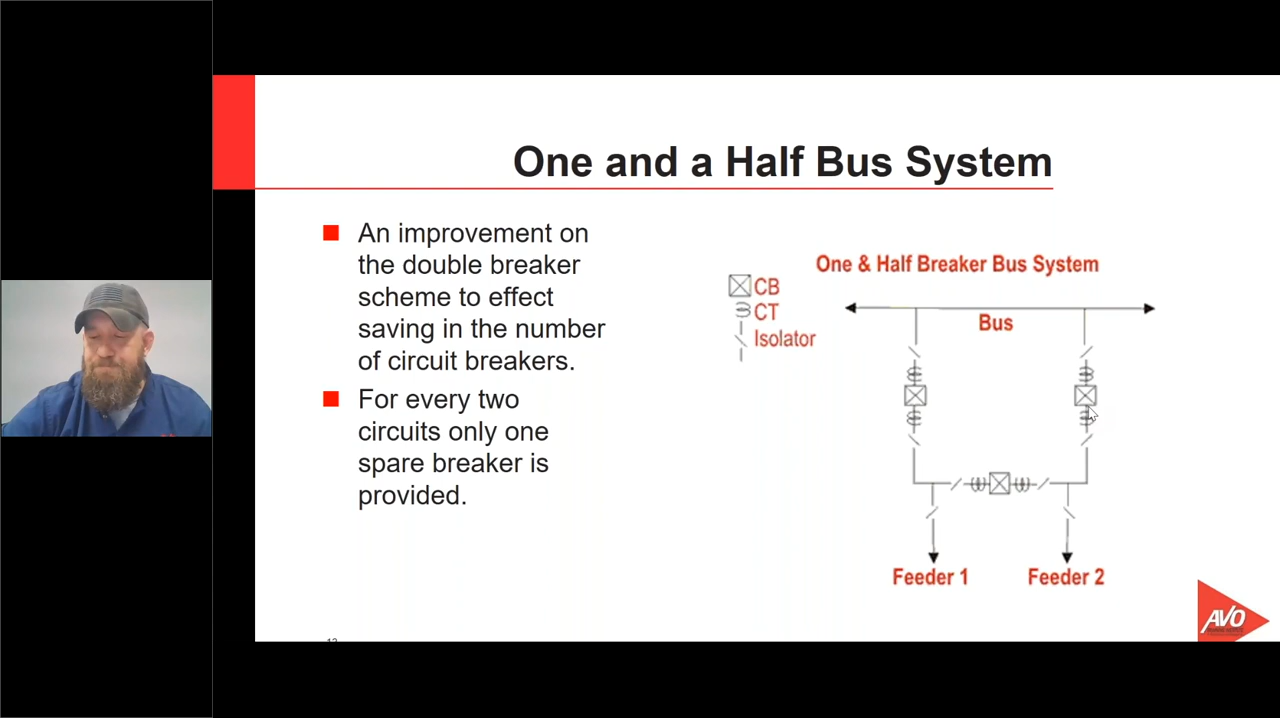 One and a Half Bus System
An improvement on
the double breaker
scheme to effect
saving in the number
of circuit breakers.
For every two
circuits only one
spare breaker is
provided.
One & Half Breaker Bus System
CB
CT
Isolator
Bus
Feeder 1
Feeder 2
AVO